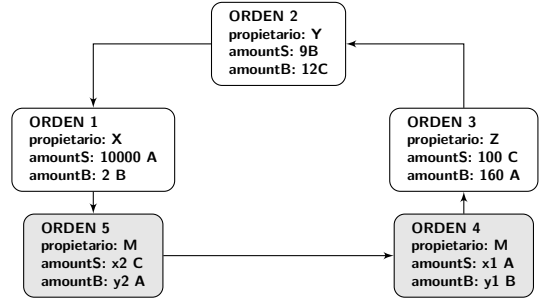 ORDEN 2
propietario: Y
amountS: 9B
amountB: 12C
ORDEN 1
propietario: X
amountS: 10000 A
amountB: 2 B
ORDEN 3
propietario: Z
amountS: 100 C
amountB: 160 A
ORDEN 5
propietario: M
amountS: x2 C
amountB: y2 A
ORDEN 4
propietario: M
amountS: x1 A
amountB: y1 B